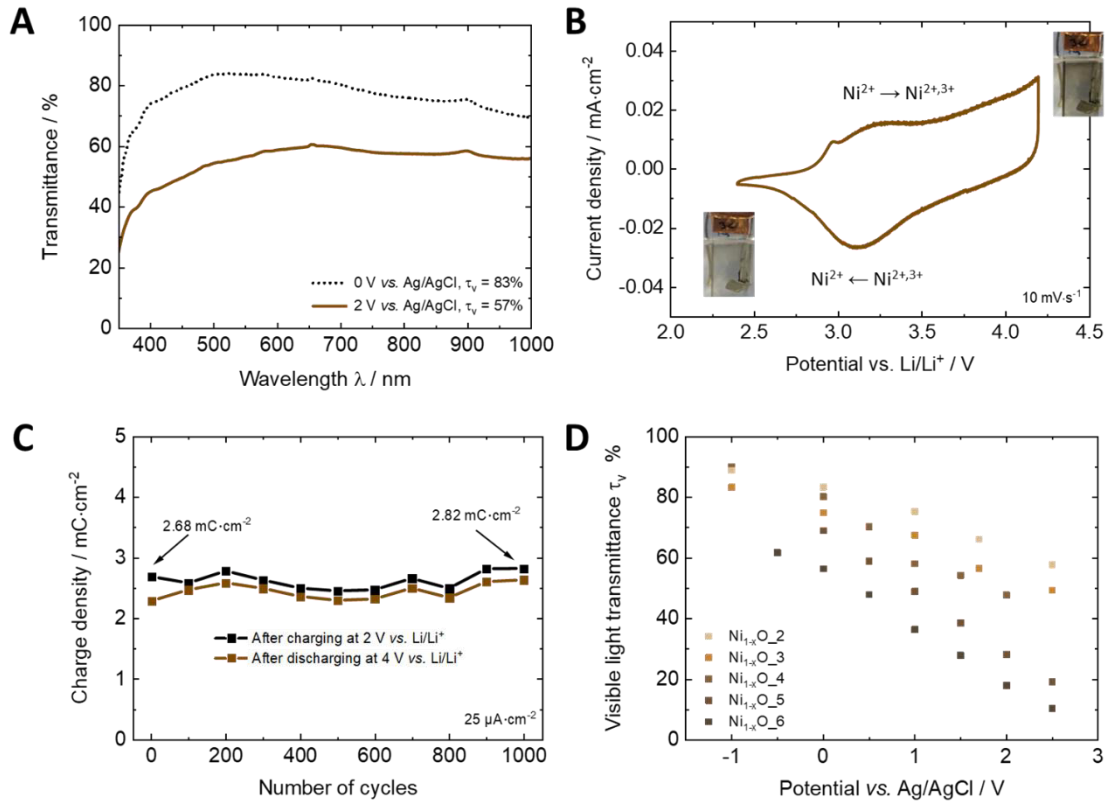 A
Transmittance / %
100
80
60
40
20
0
400 500 600 700 800 900 1000
Wavelength λ / nm
0 V vs. Ag/AgCl, τᵥ = 83%
2 V vs. Ag/AgCl, τᵥ = 57%
B
Current density / mA·cm⁻²
0.04
0.02
0.00
-0.02
-0.04
2.0 2.5 3.0 3.5 4.0 4.5
Potential vs. Li/Li⁺ / V
Ni²⁺ → Ni²⁺,³⁺
Ni²⁺ ← Ni²⁺,³⁺
10 mV·s⁻¹
C
Charge density / mC·cm⁻²
5
4
3
2
1
0
0 200 400 600 800 1000
Number of cycles
2.68 mC·cm⁻²
2.82 mC·cm⁻²
After charging at 2 V vs. Li/Li⁺
After discharging at 4 V vs. Li/Li⁺
25 µA·cm⁻²
D
Visible light transmittance τᵥ %
100
80
60
40
20
0
-1 0 1 2 3
Potential vs. Ag/AgCl / V
Ni₁₋ₓO_2
Ni₁₋ₓO_3
Ni₁₋ₓO_4
Ni₁₋ₓO_5
Ni₁₋ₓO_6